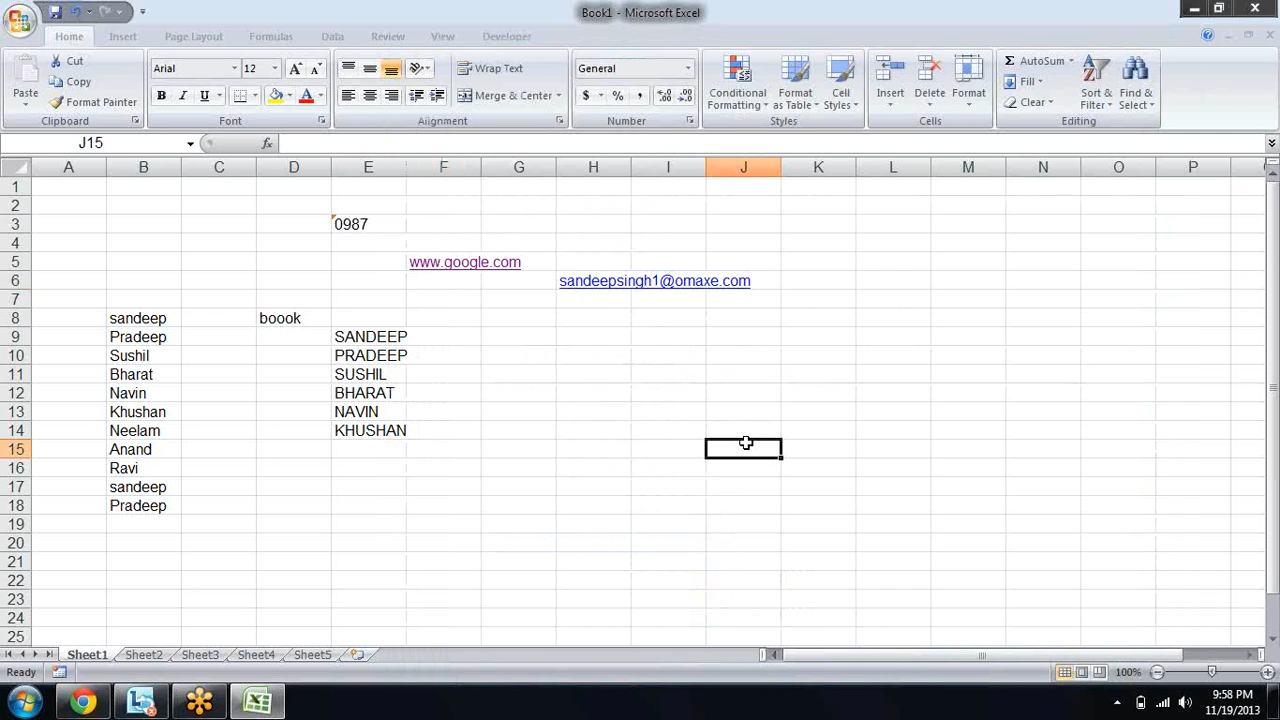 Book1 - Microsoft Excel
Home Insert Page Layout Formulas Data Review View Developer
Paste
Cut
Copy
Format Painter
Clipboard
Arial 12
B I U
Font
Wrap Text
Merge & Center
Alignment
General
$ % ,
Number
Conditional Formatting
Format as Table
Cell Styles
Styles
Insert
Delete
Format
Cells
Σ AutoSum
Fill
Clear
Sort & Filter
Find & Select
Editing
J15 fx
A B C D E F G H I J K L M N O P
1
2
3 0987
4
5 www.google.com
6 sandeepsingh1@omaxe.com
7
8 sandeep boook
9 Pradeep SANDEEP
10 Sushil PRADEEP
11 Bharat SUSHIL
12 Navin BHARAT
13 Khushan NAVIN
14 Neelam KHUSHAN
15 Anand
16 Ravi
17 sandeep
18 Pradeep
19
20
21
22
23
24
25
Sheet1 Sheet2 Sheet3 Sheet4 Sheet5
Ready 100%
9:58 PM
11/19/2013